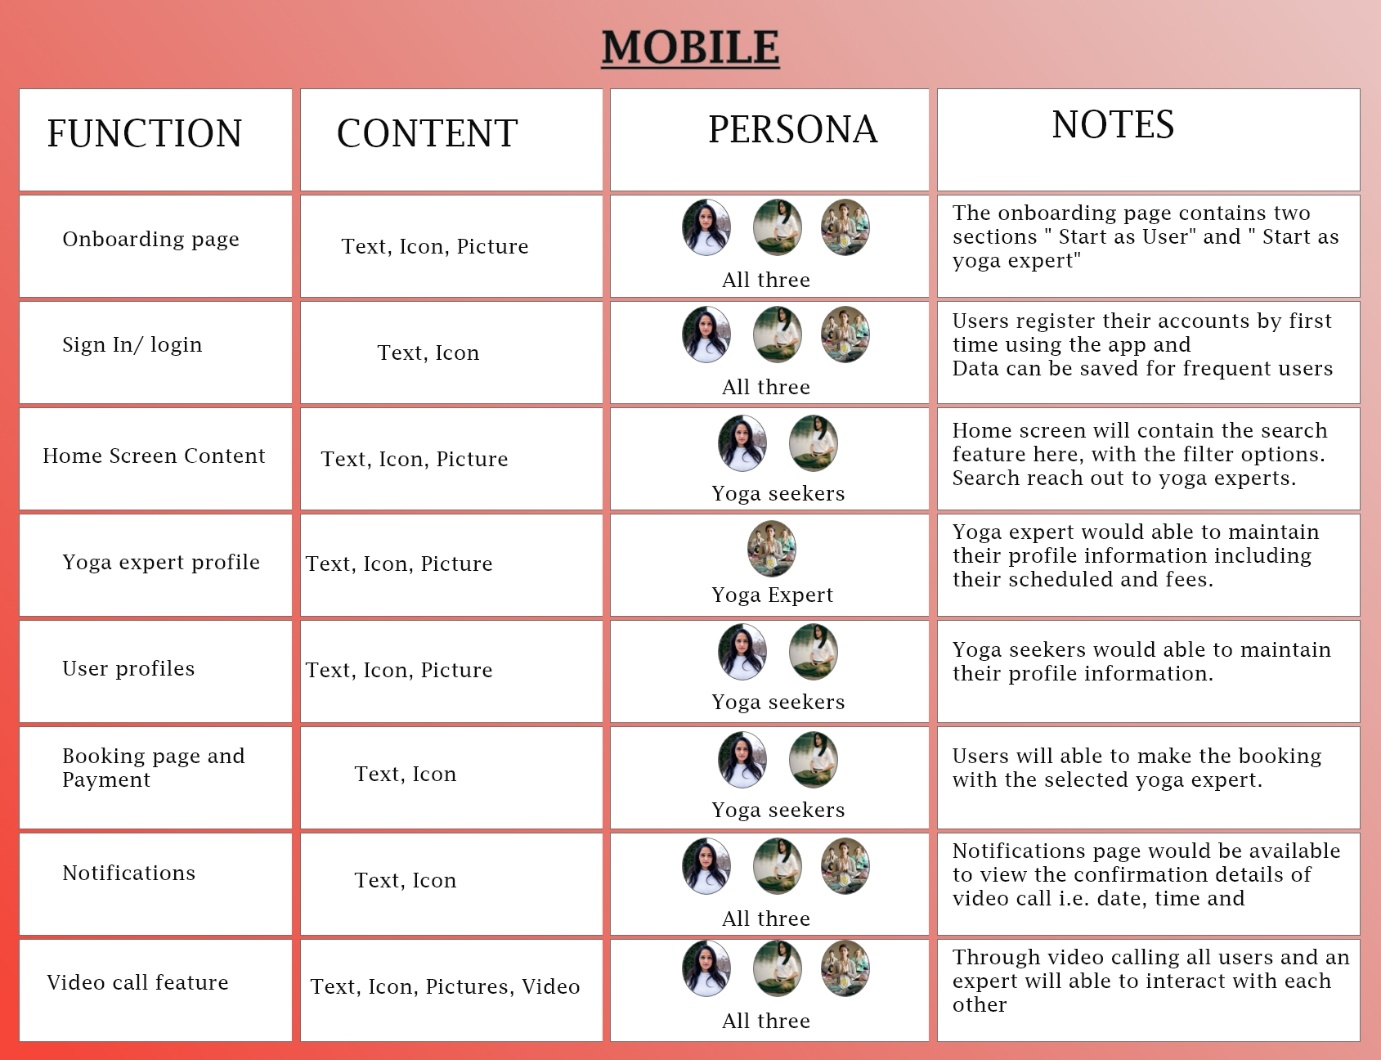 MOBILE
FUNCTION
CONTENT
PERSONA
NOTES
Onboarding page
Text, Icon, Picture
All three
The onboarding page contains two
sections " Start as User" and " Start as
yoga expert"
Sign In/ login
Text, Icon
All three
Users register their accounts by first
time using the app and
Data can be saved for frequent users
Home Screen Content
Text, Icon, Picture
Yoga seekers
Home screen will contain the search
feature here, with the filter options.
Search reach out to yoga experts.
Yoga expert profile
Text, Icon, Picture
Yoga Expert
Yoga expert would able to maintain
their profile information including
their scheduled and fees.
User profiles
Text, Icon, Picture
Yoga seekers
Yoga seekers would able to maintain
their profile information.
Booking page and
Payment
Text, Icon
Yoga seekers
Users will able to make the booking
with the selected yoga expert.
Notifications
Text, Icon
All three
Notifications page would be available
to view the confirmation details of
video call i.e. date, time and
Video call feature
Text, Icon, Pictures, Video
All three
Through video calling all users and an
expert will able to interact with each
other